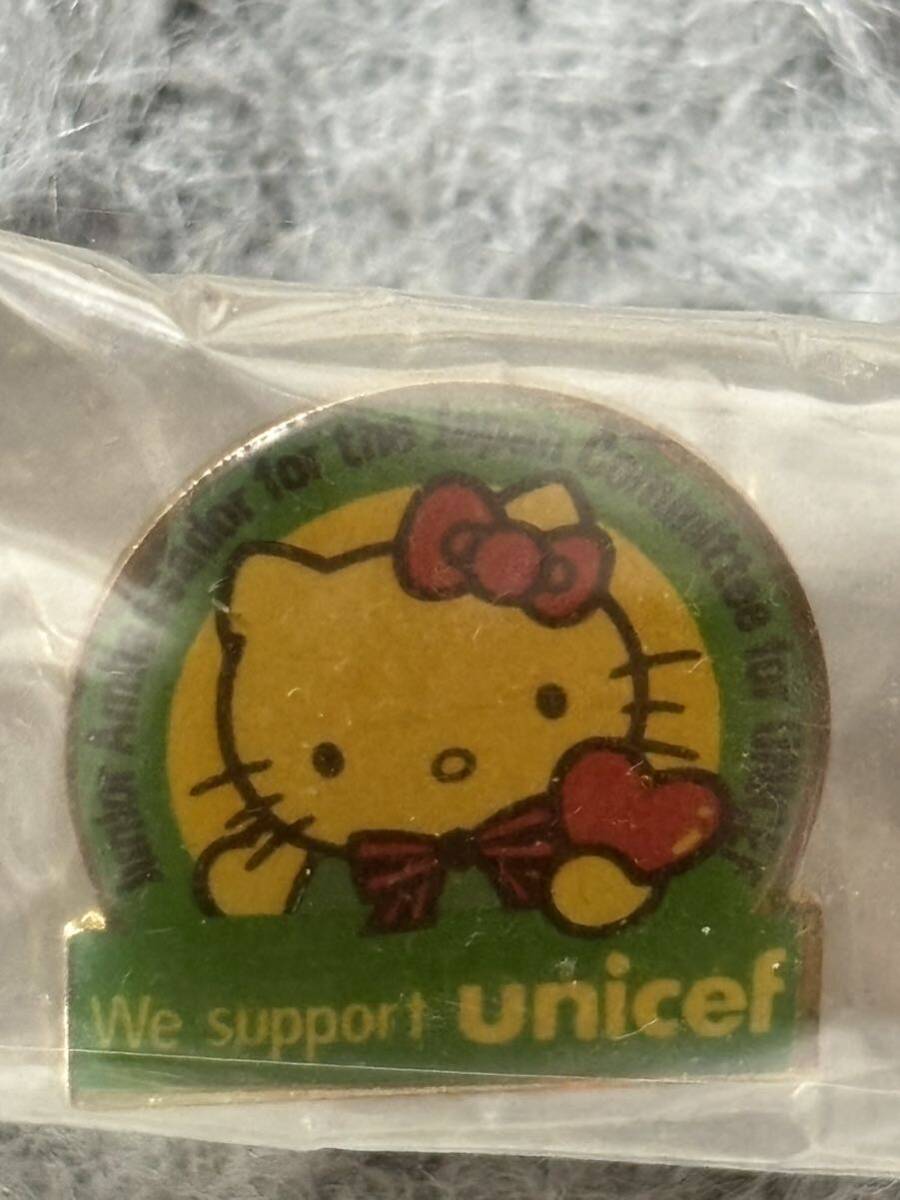 Junior Ambassador for the Japan Committee for UNICEF
We support unicef